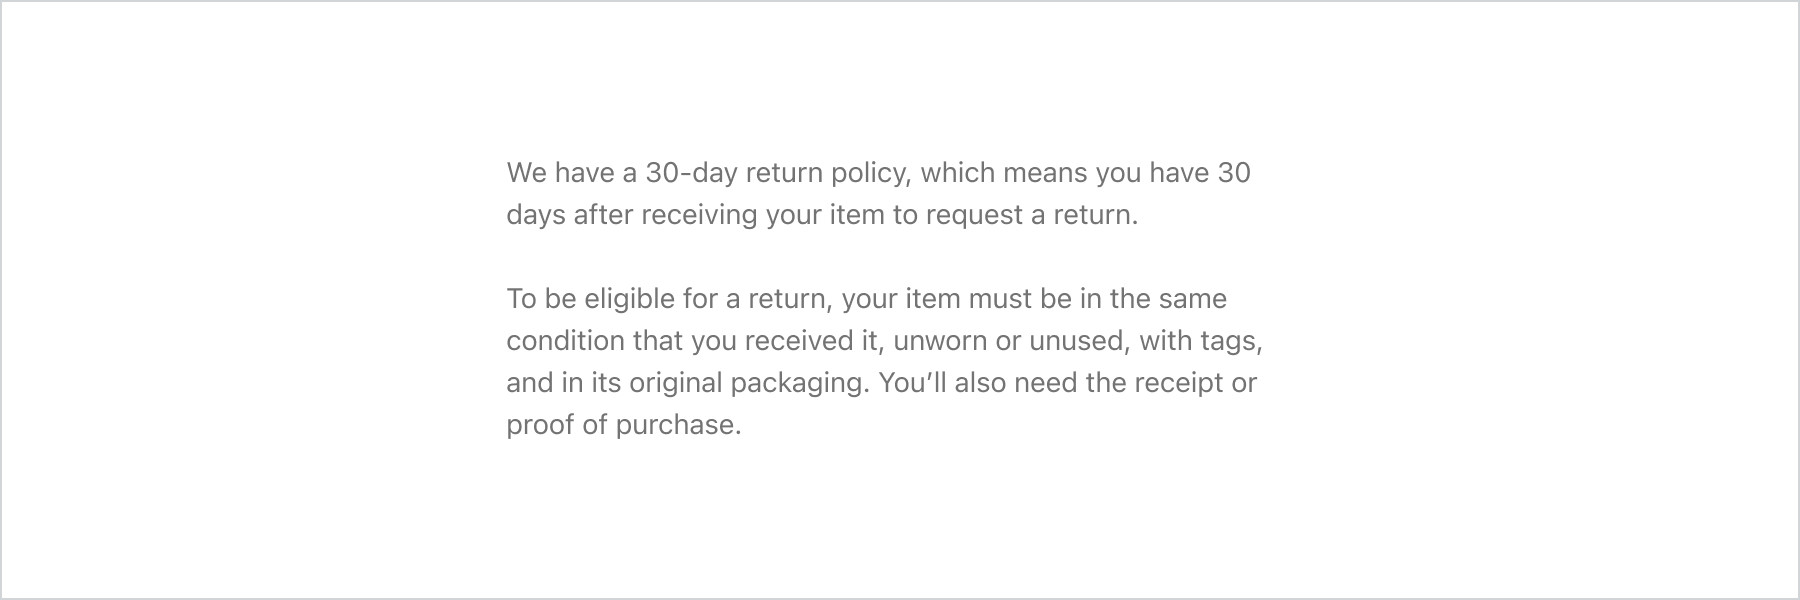 We have a 30-day return policy, which means you have 30
days after receiving your item to request a return.
To be eligible for a return, your item must be in the same
condition that you received it, unworn or unused, with tags,
and in its original packaging. You’ll also need the receipt or
proof of purchase.